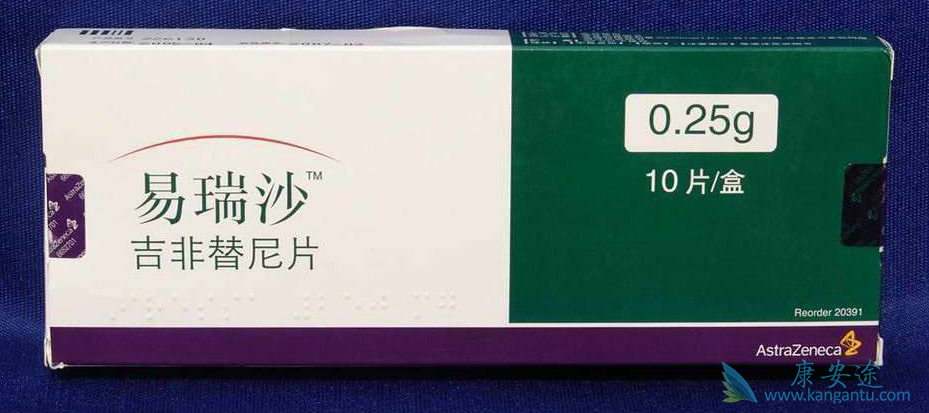 易瑞沙™
吉非替尼片
0.25g
10片/盒
Reorder 20391
AstraZeneca
AstraZeneca
康安途
www.kangantu.com